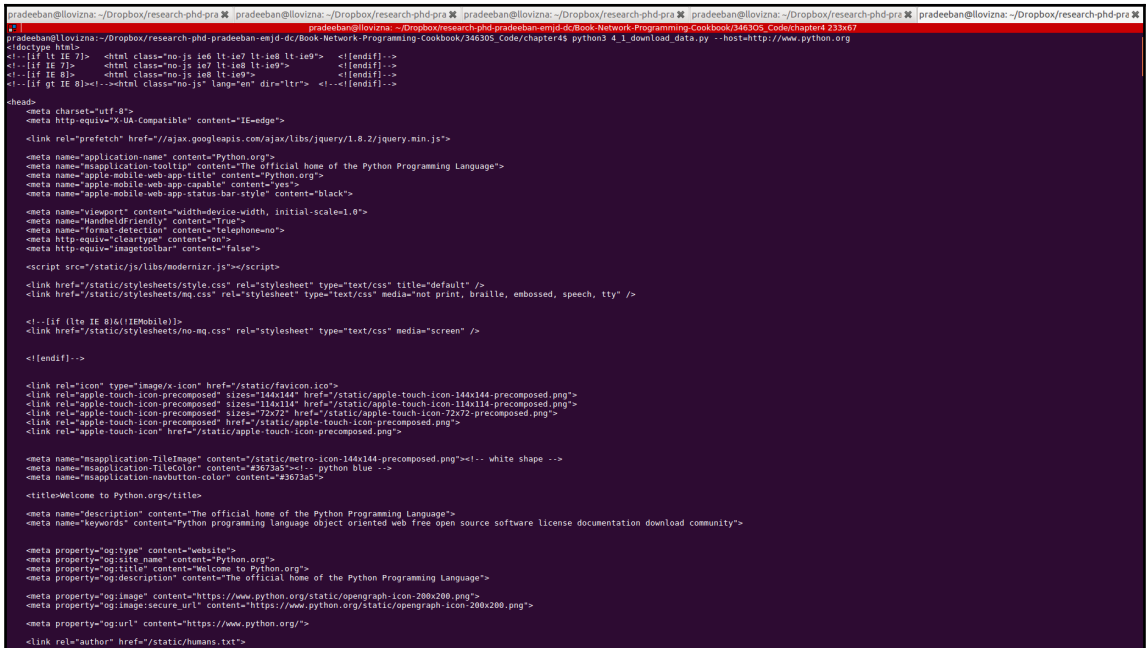 pradeeban@llovizna: ~/Dropbox/research-phd-pra ✖ pradeeban@llovizna: ~/Dropbox/research-phd-pra ✖ pradeeban@llovizna: ~/Dropbox/research-phd-pra ✖ pradeeban@llovizna: ~/Dropbox/research-phd-pra ✖ pradeeban@llovizna: ~/Dropbox/research-phd-pra ✖
pradeeban@llovizna: ~/Dropbox/research-phd-pradeeban-emjd-dc/Book-Network-Programming-Cookbook/3463OS_Code/chapter4 233x67
pradeeban@llovizna:~/Dropbox/research-phd-pradeeban-emjd-dc/Book-Network-Programming-Cookbook/3463OS_Code/chapter4$ python3 4_1_download_data.py --host=http://www.python.org
<!doctype html>
<!--[if lt IE 7]>   <html class="no-js ie6 lt-ie7 lt-ie8 lt-ie9">   <![endif]-->
<!--[if IE 7]>      <html class="no-js ie7 lt-ie8 lt-ie9">          <![endif]-->
<!--[if IE 8]>      <html class="no-js ie8 lt-ie9">                 <![endif]-->
<!--[if gt IE 8]><!--><html class="no-js" lang="en" dir="ltr">  <!--<![endif]-->
<head>
    <meta charset="utf-8">
    <meta http-equiv="X-UA-Compatible" content="IE=edge">
    <link rel="prefetch" href="//ajax.googleapis.com/ajax/libs/jquery/1.8.2/jquery.min.js">
    <meta name="application-name" content="Python.org">
    <meta name="msapplication-tooltip" content="The official home of the Python Programming Language">
    <meta name="apple-mobile-web-app-title" content="Python.org">
    <meta name="apple-mobile-web-app-capable" content="yes">
    <meta name="apple-mobile-web-app-status-bar-style" content="black">
    <meta name="viewport" content="width=device-width, initial-scale=1.0">
    <meta name="HandheldFriendly" content="True">
    <meta name="format-detection" content="telephone=no">
    <meta http-equiv="cleartype" content="on">
    <meta http-equiv="imagetoolbar" content="false">
    <script src="/static/js/libs/modernizr.js"></script>
    <link href="/static/stylesheets/style.css" rel="stylesheet" type="text/css" title="default" />
    <link href="/static/stylesheets/mq.css" rel="stylesheet" type="text/css" media="not print, braille, embossed, speech, tty" />
    <!--[if (lte IE 8)&(!IEMobile)]>
    <link href="/static/stylesheets/no-mq.css" rel="stylesheet" type="text/css" media="screen" />
    <![endif]-->
    <link rel="icon" type="image/x-icon" href="/static/favicon.ico">
    <link rel="apple-touch-icon-precomposed" sizes="144x144" href="/static/apple-touch-icon-144x144-precomposed.png">
    <link rel="apple-touch-icon-precomposed" sizes="114x114" href="/static/apple-touch-icon-114x114-precomposed.png">
    <link rel="apple-touch-icon-precomposed" sizes="72x72" href="/static/apple-touch-icon-72x72-precomposed.png">
    <link rel="apple-touch-icon-precomposed" href="/static/apple-touch-icon-precomposed.png">
    <link rel="apple-touch-icon" href="/static/apple-touch-icon-precomposed.png">
    <meta name="msapplication-TileImage" content="/static/metro-icon-144x144-precomposed.png"><!-- white shape -->
    <meta name="msapplication-TileColor" content="#3673a5"><!-- python blue -->
    <meta name="msapplication-navbutton-color" content="#3673a5">
    <title>Welcome to Python.org</title>
    <meta name="description" content="The official home of the Python Programming Language">
    <meta name="keywords" content="Python programming language object oriented web free open source software license documentation download community">
    <meta property="og:type" content="website">
    <meta property="og:site_name" content="Python.org">
    <meta property="og:title" content="Welcome to Python.org">
    <meta property="og:description" content="The official home of the Python Programming Language">
    <meta property="og:image" content="https://www.python.org/static/opengraph-icon-200x200.png">
    <meta property="og:image:secure_url" content="https://www.python.org/static/opengraph-icon-200x200.png">
    <meta property="og:url" content="https://www.python.org/">
    <link rel="author" href="/static/humans.txt">